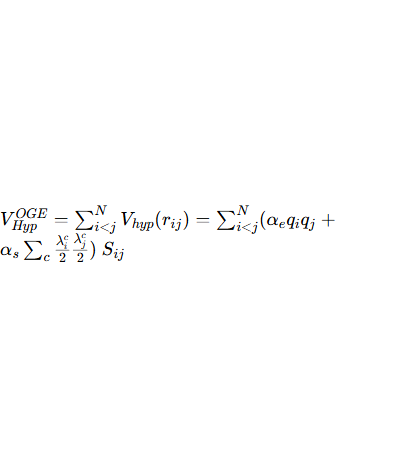 $V_{Hyp}^{OGE} = \sum_{i<j}^{N} V_{hyp}(r_{ij}) = \sum_{i<j}^{N} (\alpha_e q_i q_j +$
$\alpha_s \sum_c \frac{\lambda_i^c}{2} \frac{\lambda_j^c}{2}) \; S_{ij}$